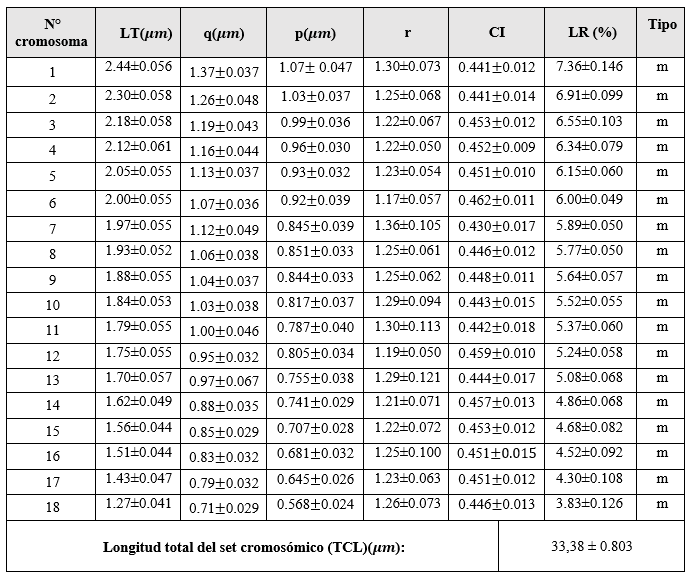 N° cromosoma LT(μm) q(μm) p(μm) r CI LR (%) Tipo
1 2.44±0.056 1.37±0.037 1.07± 0.047 1.30±0.073 0.441±0.012 7.36±0.146 m
2 2.30±0.058 1.26±0.048 1.03±0.037 1.25±0.068 0.441±0.014 6.91±0.099 m
3 2.18±0.058 1.19±0.043 0.99±0.036 1.22±0.067 0.453±0.012 6.55±0.103 m
4 2.12±0.061 1.16±0.044 0.96±0.030 1.22±0.050 0.452±0.009 6.34±0.079 m
5 2.05±0.055 1.13±0.037 0.93±0.032 1.23±0.054 0.451±0.010 6.15±0.060 m
6 2.00±0.055 1.07±0.036 0.92±0.039 1.17±0.057 0.462±0.011 6.00±0.049 m
7 1.97±0.055 1.12±0.049 0.845±0.039 1.36±0.105 0.430±0.017 5.89±0.050 m
8 1.93±0.052 1.06±0.038 0.851±0.033 1.25±0.061 0.446±0.012 5.77±0.050 m
9 1.88±0.055 1.04±0.037 0.844±0.033 1.25±0.062 0.448±0.011 5.64±0.057 m
10 1.84±0.053 1.03±0.038 0.817±0.037 1.29±0.094 0.443±0.015 5.52±0.055 m
11 1.79±0.055 1.00±0.046 0.787±0.040 1.30±0.113 0.442±0.018 5.37±0.060 m
12 1.75±0.055 0.95±0.032 0.805±0.034 1.19±0.050 0.459±0.010 5.24±0.058 m
13 1.70±0.057 0.97±0.067 0.755±0.038 1.29±0.121 0.444±0.017 5.08±0.068 m
14 1.62±0.049 0.88±0.035 0.741±0.029 1.21±0.071 0.457±0.013 4.86±0.068 m
15 1.56±0.044 0.85±0.029 0.707±0.028 1.22±0.072 0.453±0.012 4.68±0.082 m
16 1.51±0.044 0.83±0.032 0.681±0.032 1.25±0.100 0.451±0.015 4.52±0.092 m
17 1.43±0.047 0.79±0.032 0.645±0.026 1.23±0.063 0.451±0.012 4.30±0.108 m
18 1.27±0.041 0.71±0.029 0.568±0.024 1.26±0.073 0.446±0.013 3.83±0.126 m
Longitud total del set cromosómico (TCL)(μm): 33,38 ± 0.803